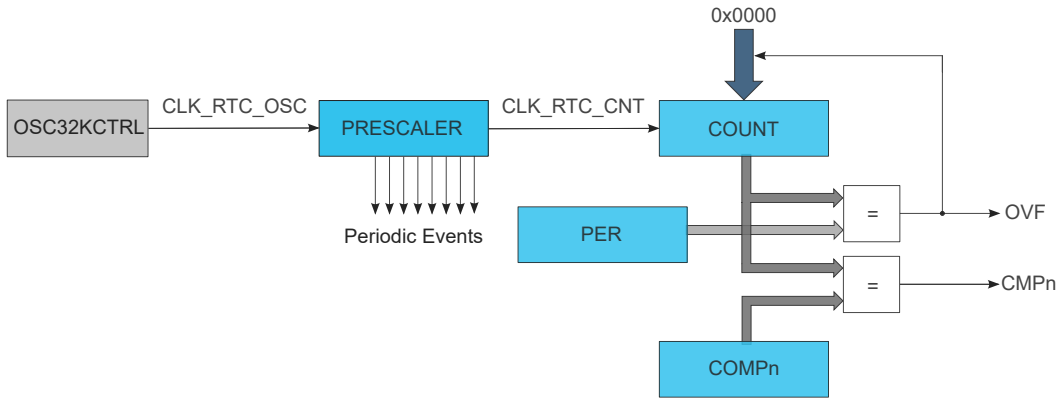 0x0000
CLK_RTC_OSC
CLK_RTC_CNT
OSC32KCTRL
PRESCALER
COUNT
Periodic Events
PER
=
OVF
=
CMPn
COMPn